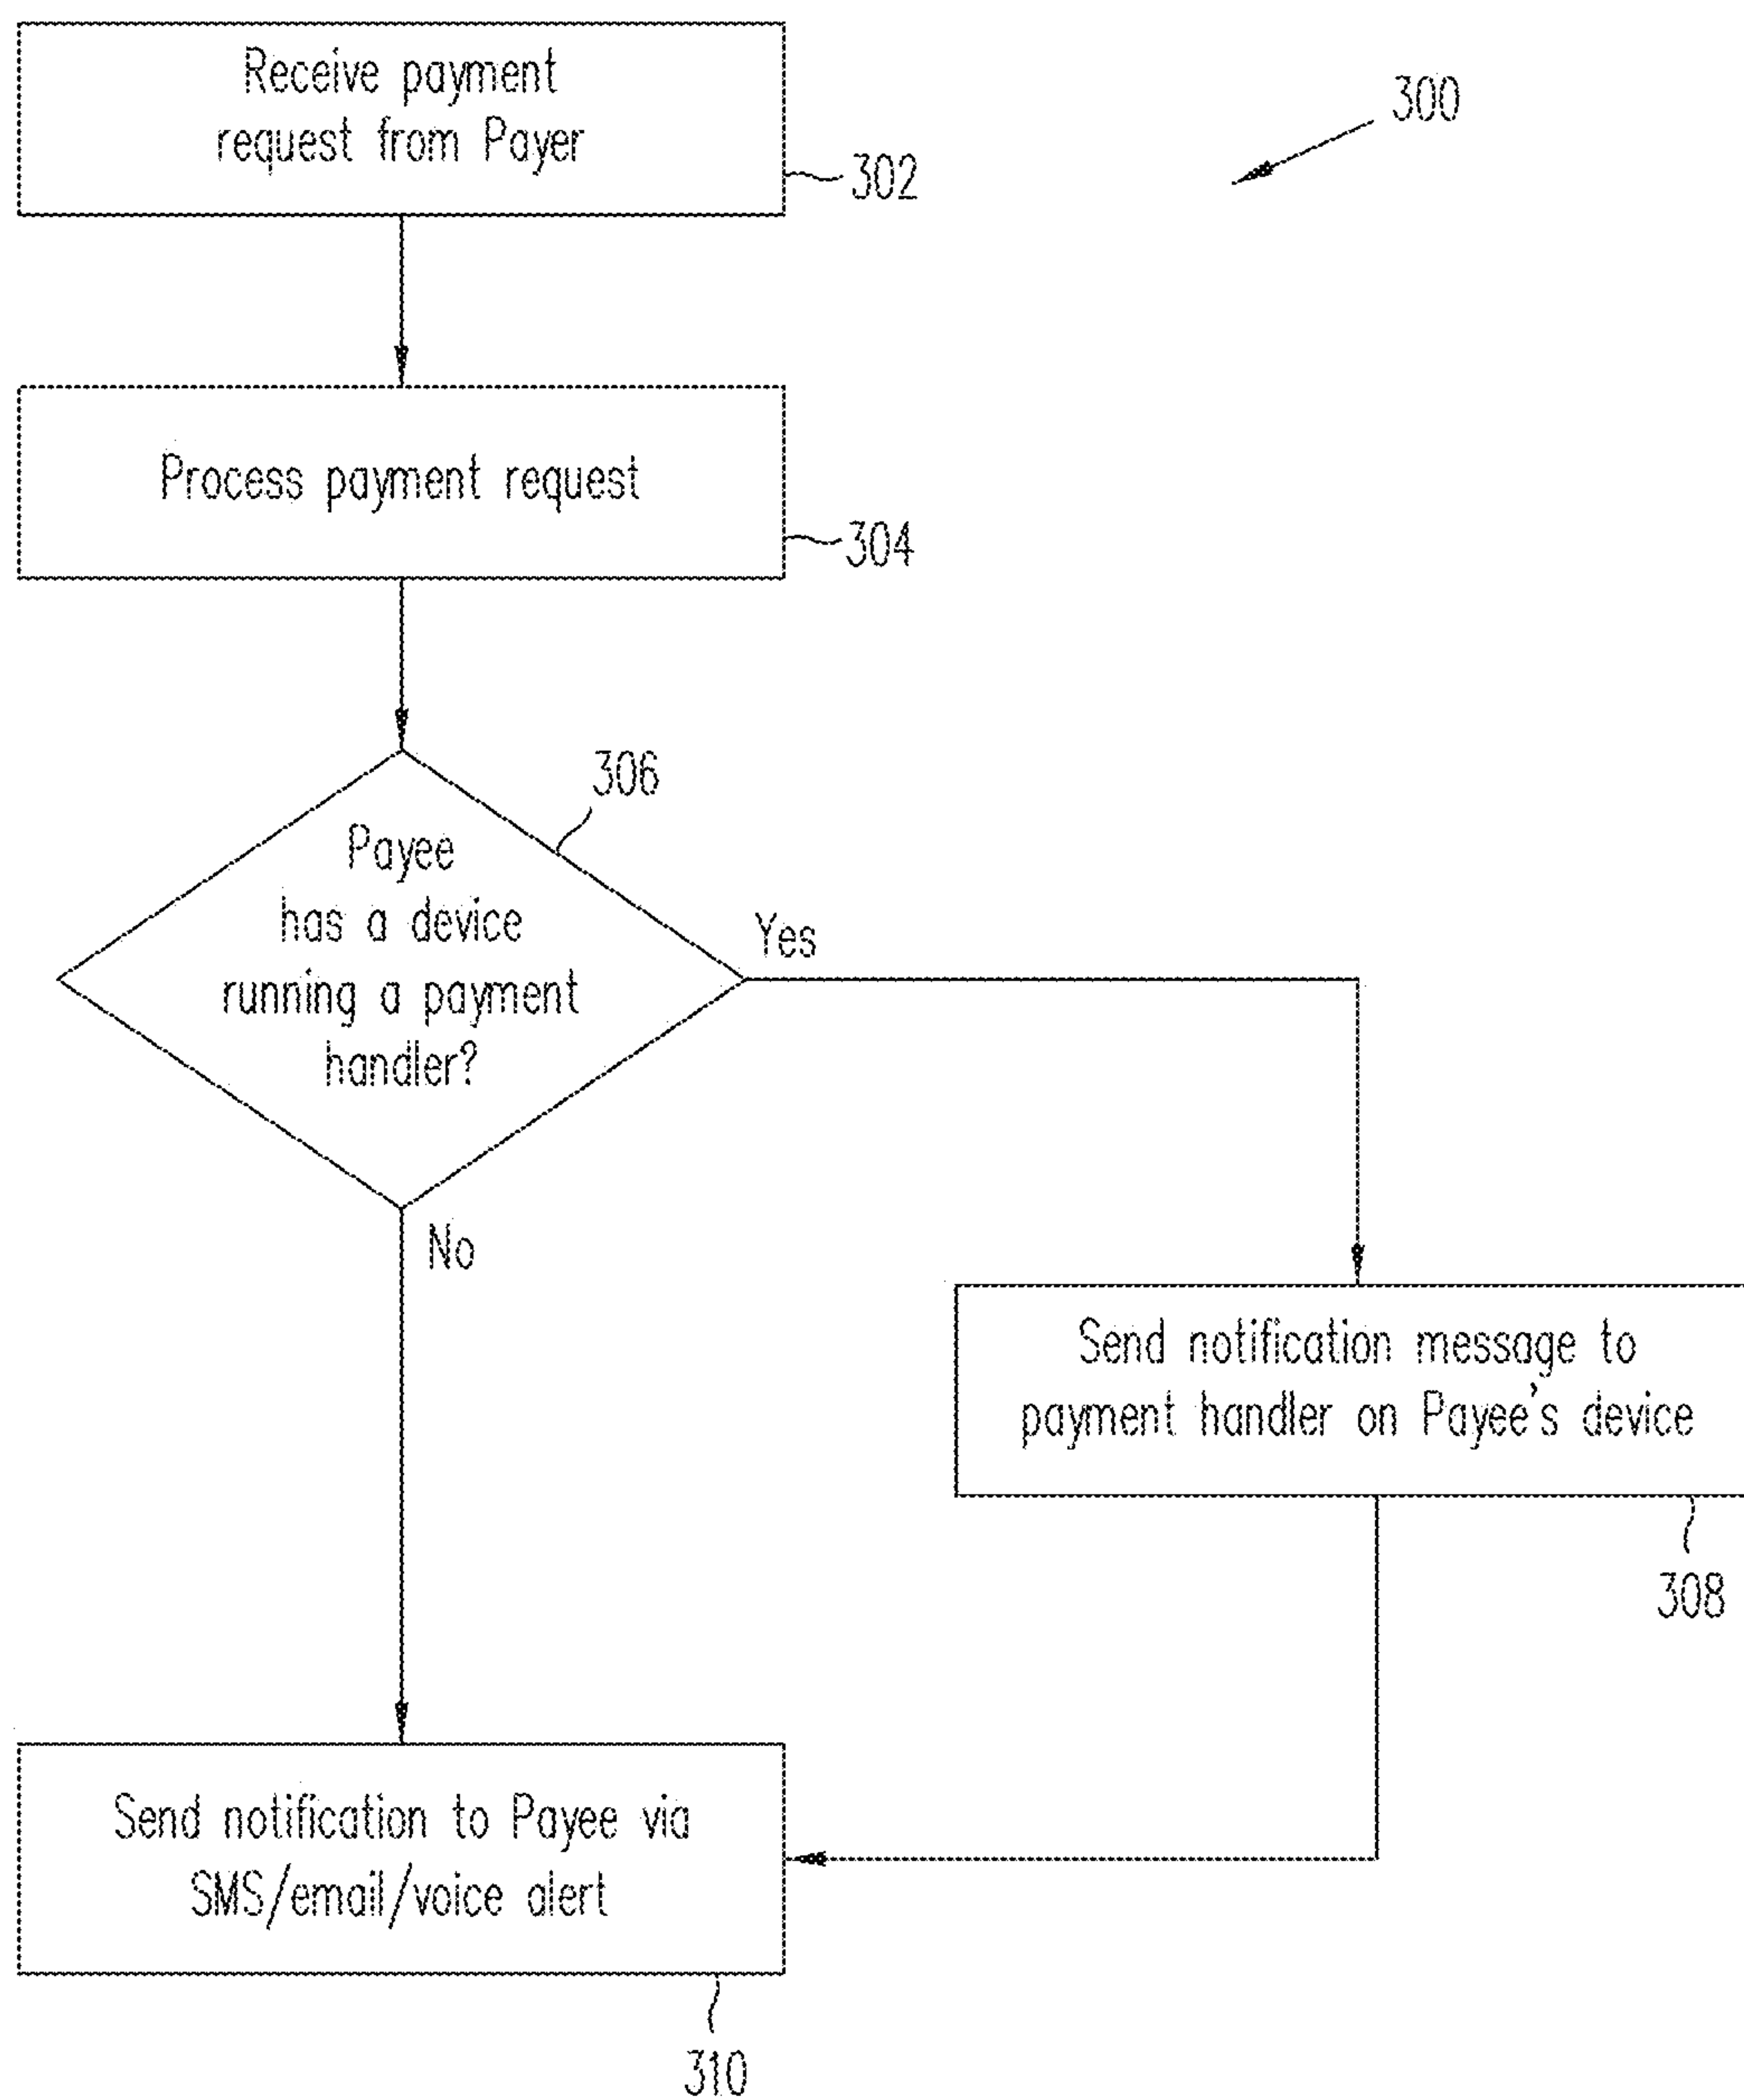 Receive payment
request from Payer
302
300
Process payment request
304
306
Payee
has a device
running a payment
handler?
Yes
No
Send notification message to
payment handler on Payee's device
308
Send notification to Payee via
SMS/email/voice alert
310